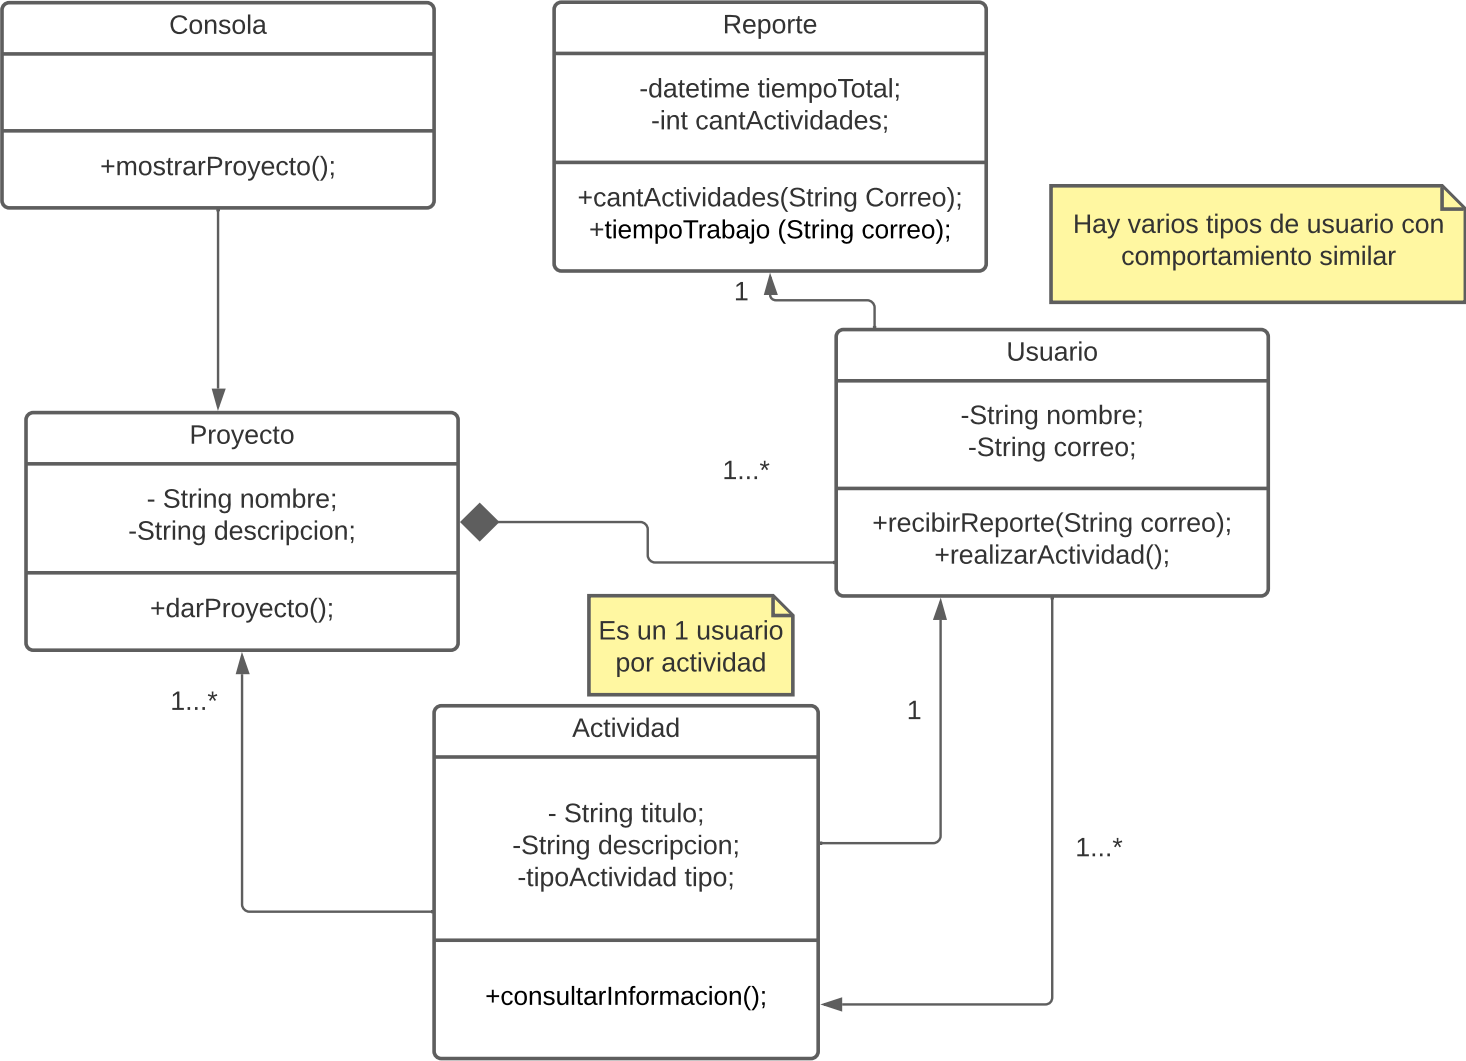 Consola
+mostrarProyecto();
Reporte
-datetime tiempoTotal;
-int cantActividades;
+cantActividades(String Correo);
+tiempoTrabajo (String correo);
Hay varios tipos de usuario con
comportamiento similar
1
Usuario
-String nombre;
-String correo;
+recibirReporte(String correo);
+realizarActividad();
Proyecto
- String nombre;
-String descripcion;
+darProyecto();
1...*
Es un 1 usuario
por actividad
1...*
1
Actividad
- String titulo;
-String descripcion;
-tipoActividad tipo;
+consultarInformacion();
1...*